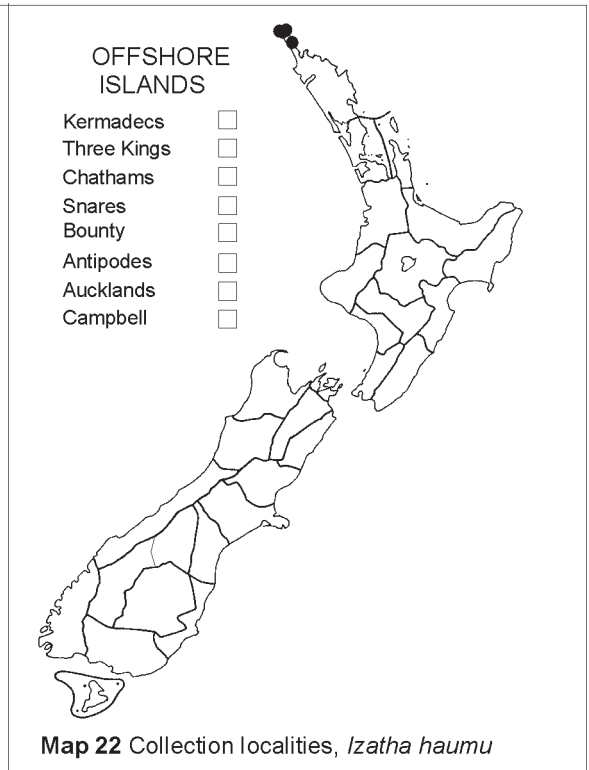 OFFSHORE
ISLANDS
Kermadecs
Three Kings
Chathams
Snares
Bounty
Antipodes
Aucklands
Campbell
Map 22 Collection localities, Izatha haumu